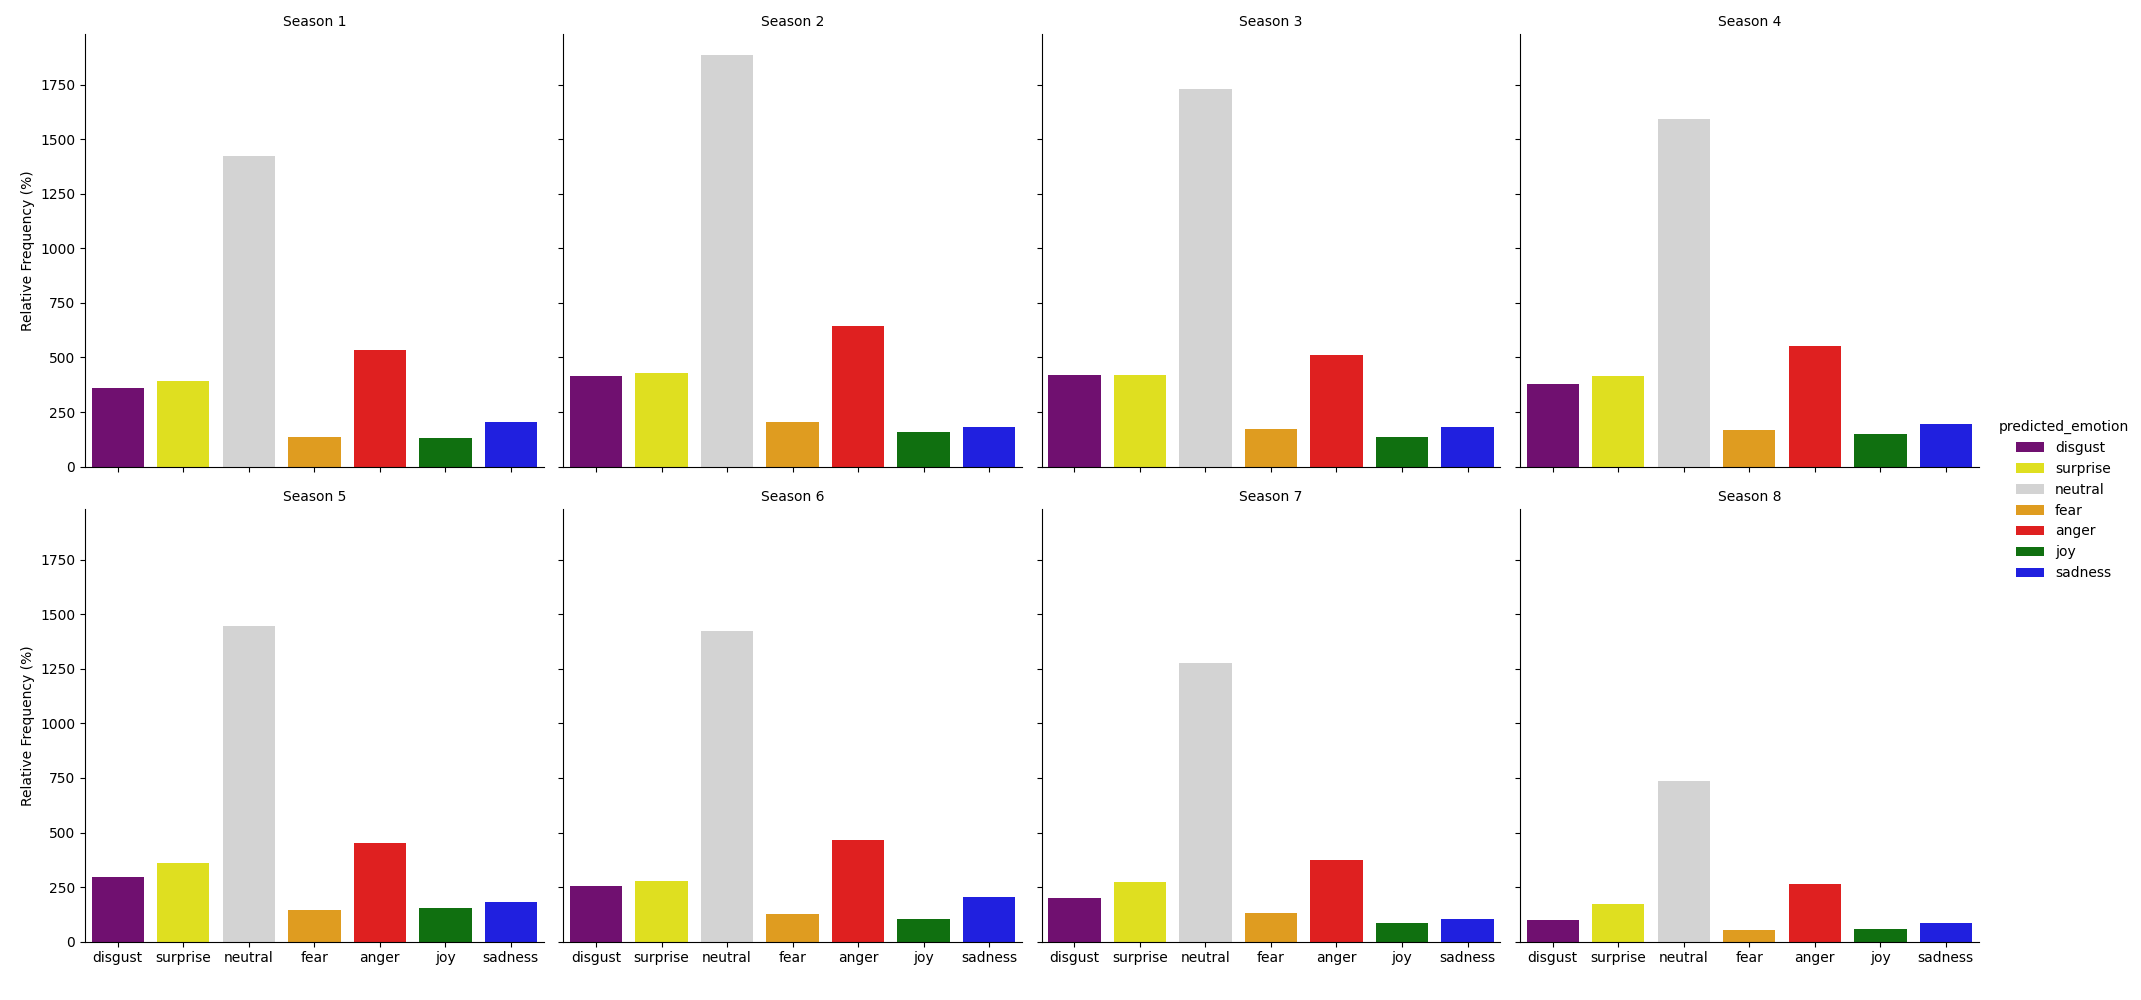 Season 1
Season 2
Season 3
Season 4
1750
1500
1250
1000
750
500
250
0
Relative Frequency (%)
Season 5
Season 6
Season 7
Season 8
1750
1500
1250
1000
750
500
250
0
Relative Frequency (%)
disgust surprise neutral fear anger joy sadness
disgust surprise neutral fear anger joy sadness
disgust surprise neutral fear anger joy sadness
disgust surprise neutral fear anger joy sadness
predicted_emotion
disgust
surprise
neutral
fear
anger
joy
sadness